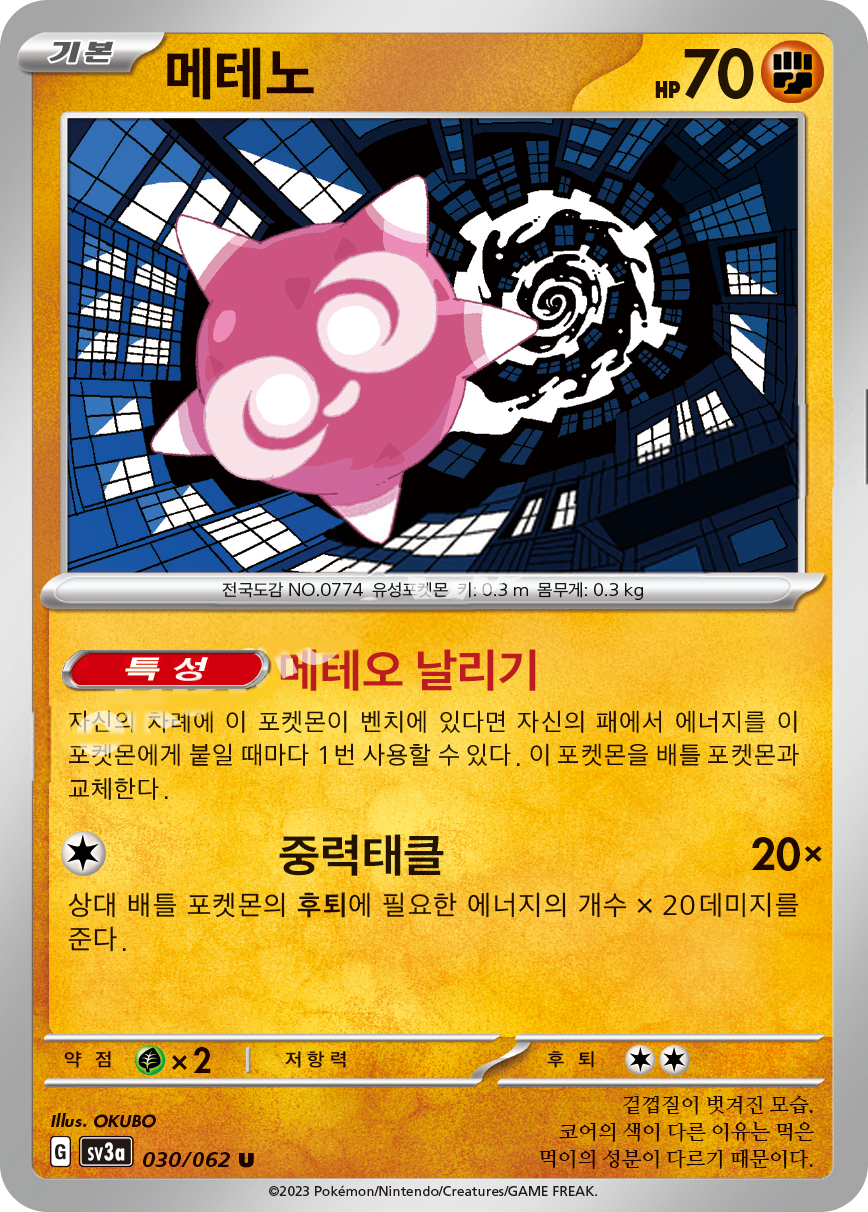 기본
메테노
HP 70
전국도감 NO.0774 유성포켓몬 키: 0.3 m 몸무게: 0.3 kg
특성 메테오 날리기
자신의 차례에 이 포켓몬이 벤치에 있다면 자신의 패에서 에너지를 이
포켓몬에게 붙일 때마다 1번 사용할 수 있다. 이 포켓몬을 배틀 포켓몬과
교체한다.
중력태클 20×
상대 배틀 포켓몬의 후퇴에 필요한 에너지의 개수 × 20데미지를
준다.
약점 ×2 저항력 후퇴
Illus. OKUBO
G sv3a 030/062 U
겉껍질이 벗겨진 모습.
코어의 색이 다른 이유는 먹은
먹이의 성분이 다르기 때문이다.
©2023 Pokémon/Nintendo/Creatures/GAME FREAK.